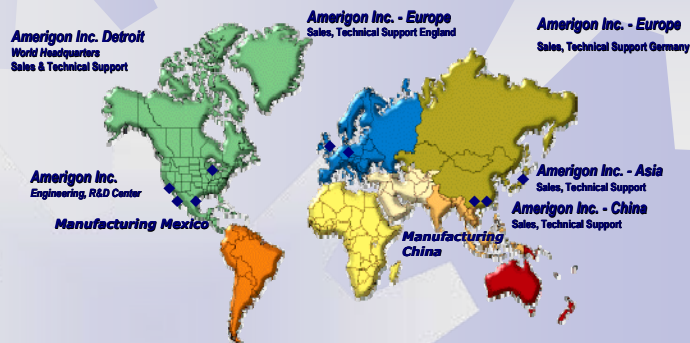 Amerigon Inc. Detroit
World Headquarters
Sales & Technical Support
Amerigon Inc. - Europe
Sales, Technical Support England
Amerigon Inc. - Europe
Sales, Technical Support Germany
Amerigon Inc.
Engineering, R&D Center
Manufacturing Mexico
Amerigon Inc. - Asia
Sales, Technical Support
Amerigon Inc. - China
Sales, Technical Support
Manufacturing
China